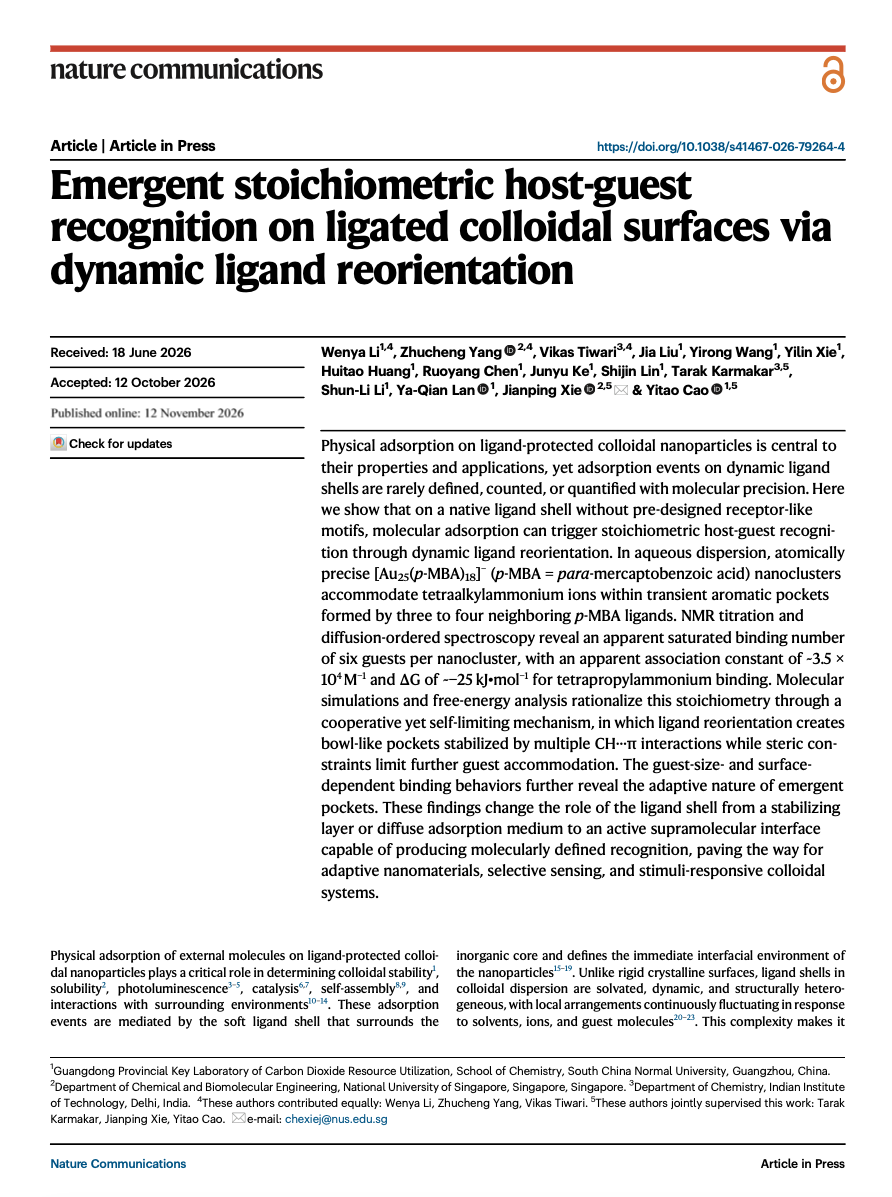 nature communications
Article | Article in Press
https://doi.org/10.1038/s41467-026-79264-4
Emergent stoichiometric host-guest
recognition on ligated colloidal surfaces via
dynamic ligand reorientation
Received: 18 June 2026
Accepted: 12 October 2026
Published online: 12 November 2026
Check for updates
Wenya Li1,4, Zhucheng Yang 2,4, Vikas Tiwari3,4, Jia Liu1, Yirong Wang1, Yilin Xie1,
Huitao Huang1, Ruoyang Chen1, Junyu Ke1, Shijin Lin1, Tarak Karmakar3,5,
Shun-Li Li1, Ya-Qian Lan 1, Jianping Xie 2,5 & Yitao Cao 1,5
Physical adsorption on ligand-protected colloidal nanoparticles is central to
their properties and applications, yet adsorption events on dynamic ligand
shells are rarely defined, counted, or quantified with molecular precision. Here
we show that on a native ligand shell without pre-designed receptor-like
motifs, molecular adsorption can trigger stoichiometric host-guest recogni-
tion through dynamic ligand reorientation. In aqueous dispersion, atomically
precise [Au25(p-MBA)18]− (p-MBA = para-mercaptobenzoic acid) nanoclusters
accommodate tetraalkylammonium ions within transient aromatic pockets
formed by three to four neighboring p-MBA ligands. NMR titration and
diffusion-ordered spectroscopy reveal an apparent saturated binding number
of six guests per nanocluster, with an apparent association constant of ~3.5 ×
10⁴ M−1 and ΔG of ~−25 kJ•mol−1 for tetrapropylammonium binding. Molecular
simulations and free-energy analysis rationalize this stoichiometry through a
cooperative yet self-limiting mechanism, in which ligand reorientation creates
bowl-like pockets stabilized by multiple CH···π interactions while steric con-
straints limit further guest accommodation. The guest-size- and surface-
dependent binding behaviors further reveal the adaptive nature of emergent
pockets. These findings change the role of the ligand shell from a stabilizing
layer or diffuse adsorption medium to an active supramolecular interface
capable of producing molecularly defined recognition, paving the way for
adaptive nanomaterials, selective sensing, and stimuli-responsive colloidal
systems.
Physical adsorption of external molecules on ligand-protected colloi-
dal nanoparticles plays a critical role in determining colloidal stability1,
solubility2, photoluminescence3–5, catalysis6,7, self-assembly8,9, and
interactions with surrounding environments10–14. These adsorption
events are mediated by the soft ligand shell that surrounds the
inorganic core and defines the immediate interfacial environment of
the nanoparticles15–19. Unlike rigid crystalline surfaces, ligand shells in
colloidal dispersion are solvated, dynamic, and structurally hetero-
geneous, with local arrangements continuously fluctuating in response
to solvents, ions, and guest molecules20–23. This complexity makes it
1Guangdong Provincial Key Laboratory of Carbon Dioxide Resource Utilization, School of Chemistry, South China Normal University, Guangzhou, China.
2Department of Chemical and Biomolecular Engineering, National University of Singapore, Singapore, Singapore. 3Department of Chemistry, Indian Institute
of Technology, Delhi, India. 4These authors contributed equally: Wenya Li, Zhucheng Yang, Vikas Tiwari. 5These authors jointly supervised this work: Tarak
Karmakar, Jianping Xie, Yitao Cao. e-mail: chexiej@nus.edu.sg
Nature Communications
Article in Press